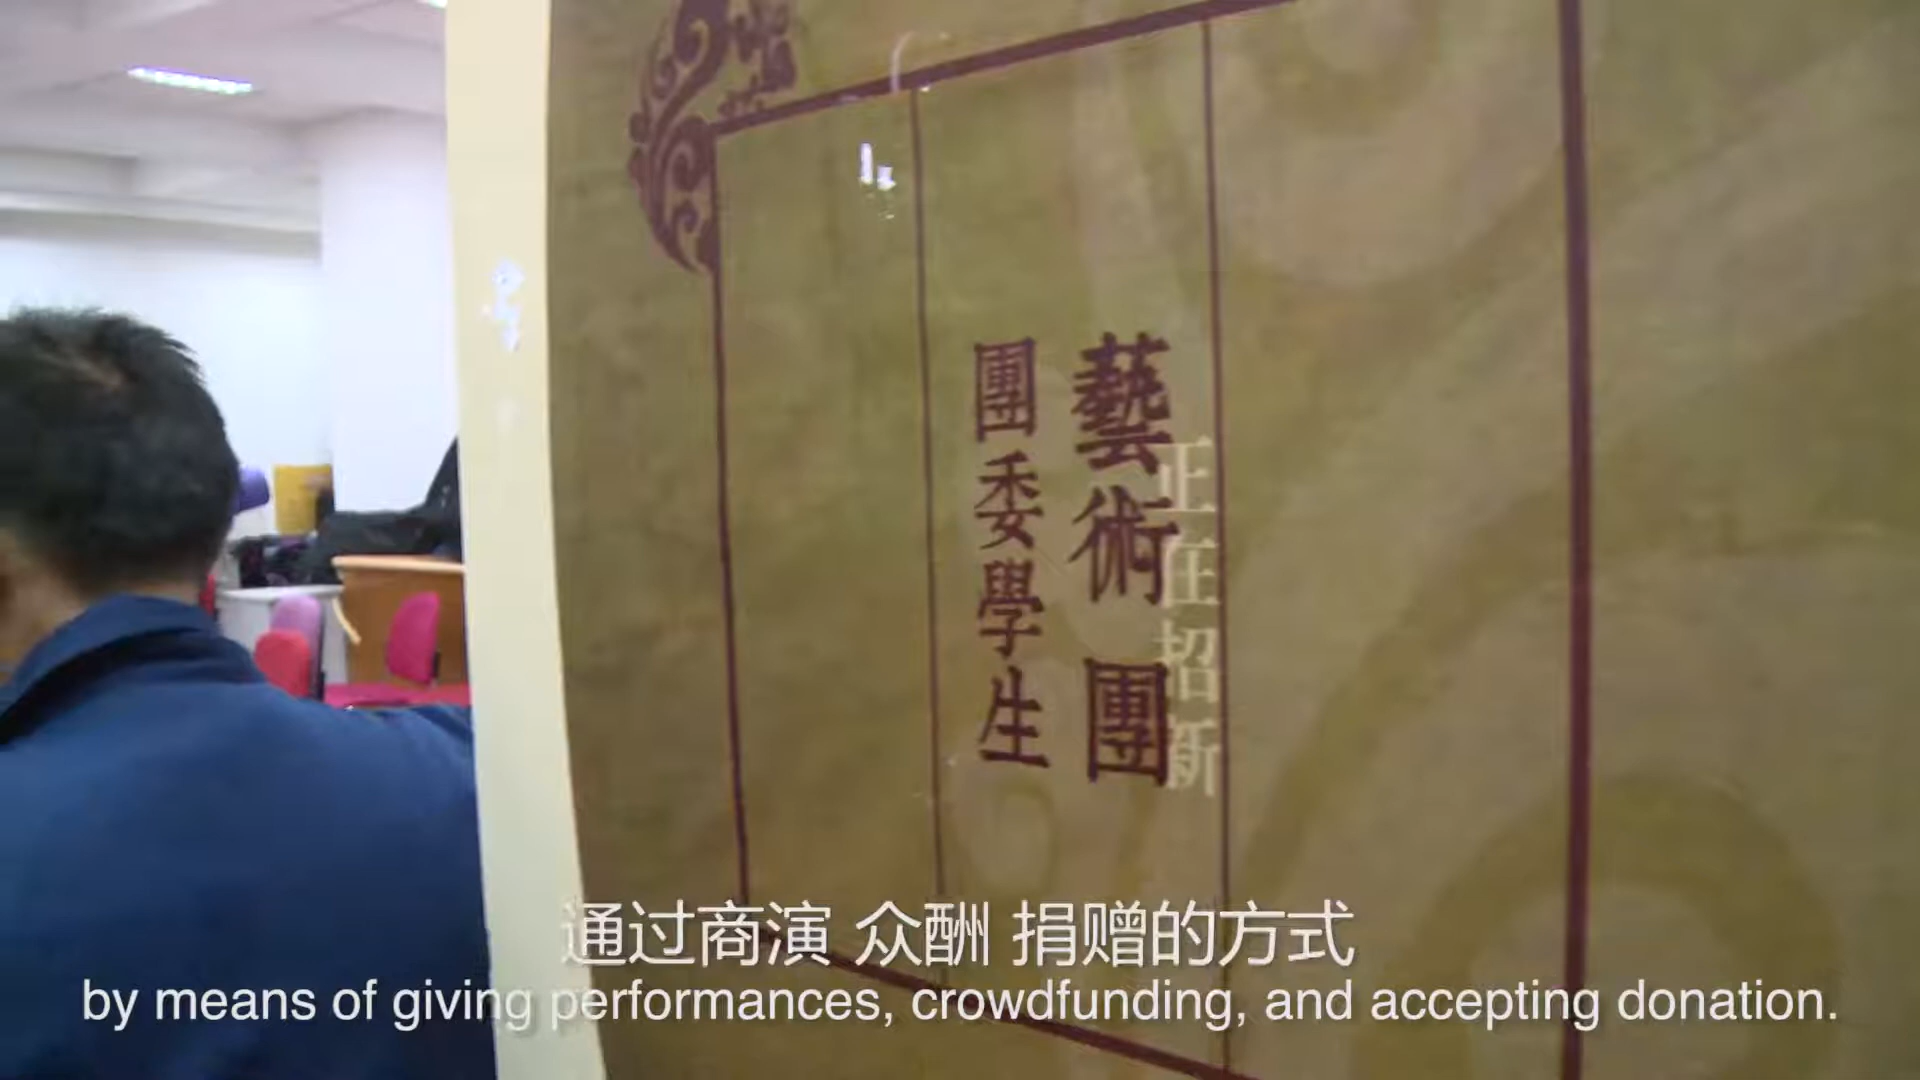 團委學生
藝術團
正在招新
通过商演 众酬 捐赠的方式
by means of giving performances, crowdfunding, and accepting donation.